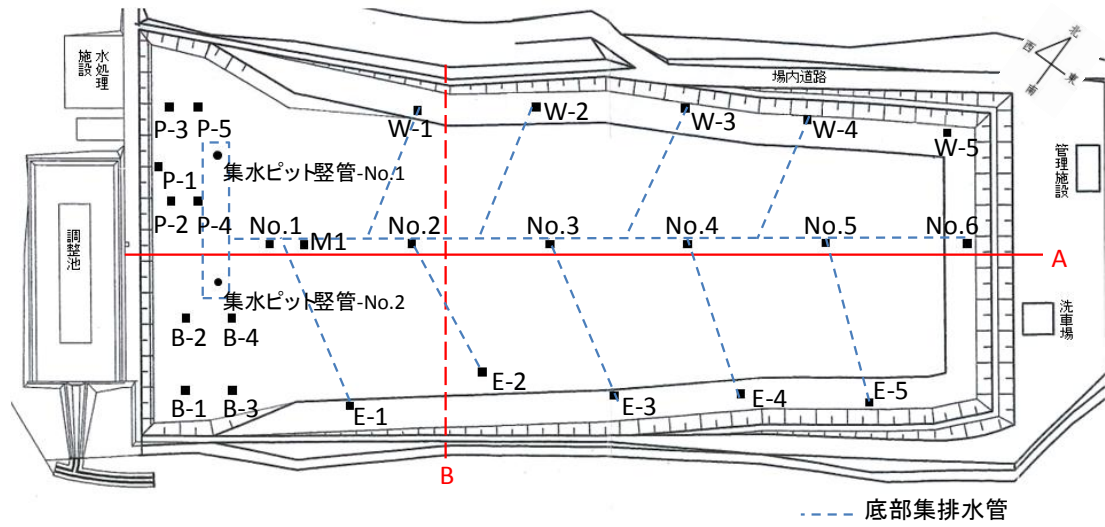 水処理
施設
場内道路
北
西
東
南
P-3
P-5
W-1
W-2
W-3
W-4
W-5
管理施設
集水ピット竪管-No.1
P-1
P-2
P-4
No.1
M1
No.2
No.3
No.4
No.5
No.6
A
調整池
集水ピット竪管-No.2
洗車場
B-2
B-4
B-1
B-3
E-1
E-2
E-3
E-4
E-5
B
底部集排水管